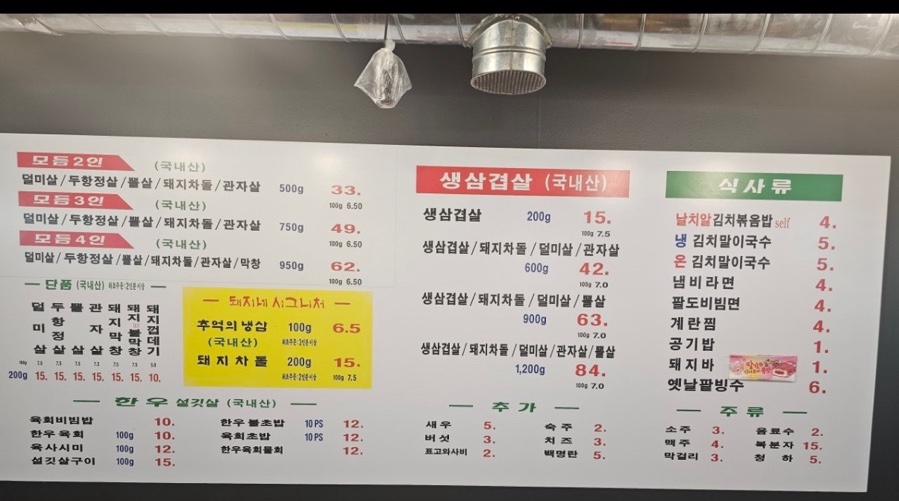 모듬2인 (국내산)
덜미살/두항정살/뽈살/돼지차돌/관자살 500g 33.
100g 6.50
모듬3인 (국내산)
덜미살/두항정살/뽈살/돼지차돌/관자살 750g 49.
100g 6.50
모듬4인 (국내산)
덜미살/두항정살/뽈살/돼지차돌/관자살/막창 950g 62.
100g 6.50
단품 (국내산)
덜미살 두항정살 뽈살 관자살 돼지막창 돼지불막창 돼지껍데기
200g 15. 15. 15. 15. 15. 15. 10.
돼지네 시그니처
추억의냉삼 100g 6.5
(국내산)
돼지차돌 200g 15.
100g 7.5
한우 설깃살 (국내산)
육회비빔밥 10.
한우육회 100g 10.
육사시미 100g 12.
설깃살구이 100g 15.
한우불초밥 10PS 12.
육회초밥 10PS 12.
한우육회물회 12.
생삼겹살 (국내산)
생삼겹살 200g 15.
100g 7.5
생삼겹살/돼지차돌/덜미살/관자살
600g 42.
100g 7.0
생삼겹살/돼지차돌/덜미살/뽈살
900g 63.
100g 7.0
생삼겹살/돼지차돌/덜미살/관자살/뽈살
1,200g 84.
100g 7.0
추가
새우 5.
버섯 3.
표고와사비 2.
숙주 2.
치즈 3.
백명란 5.
식사류
날치알김치볶음밥 self 4.
냉 김치말이국수 5.
온 김치말이국수 5.
냄비라면 4.
팔도비빔면 4.
계란찜 4.
공기밥 1.
돼지바 1.
옛날팥빙수 6.
주류
소주 3.
맥주 4.
막걸리 3.
음료수 2.
복분자 15.
청하 5.